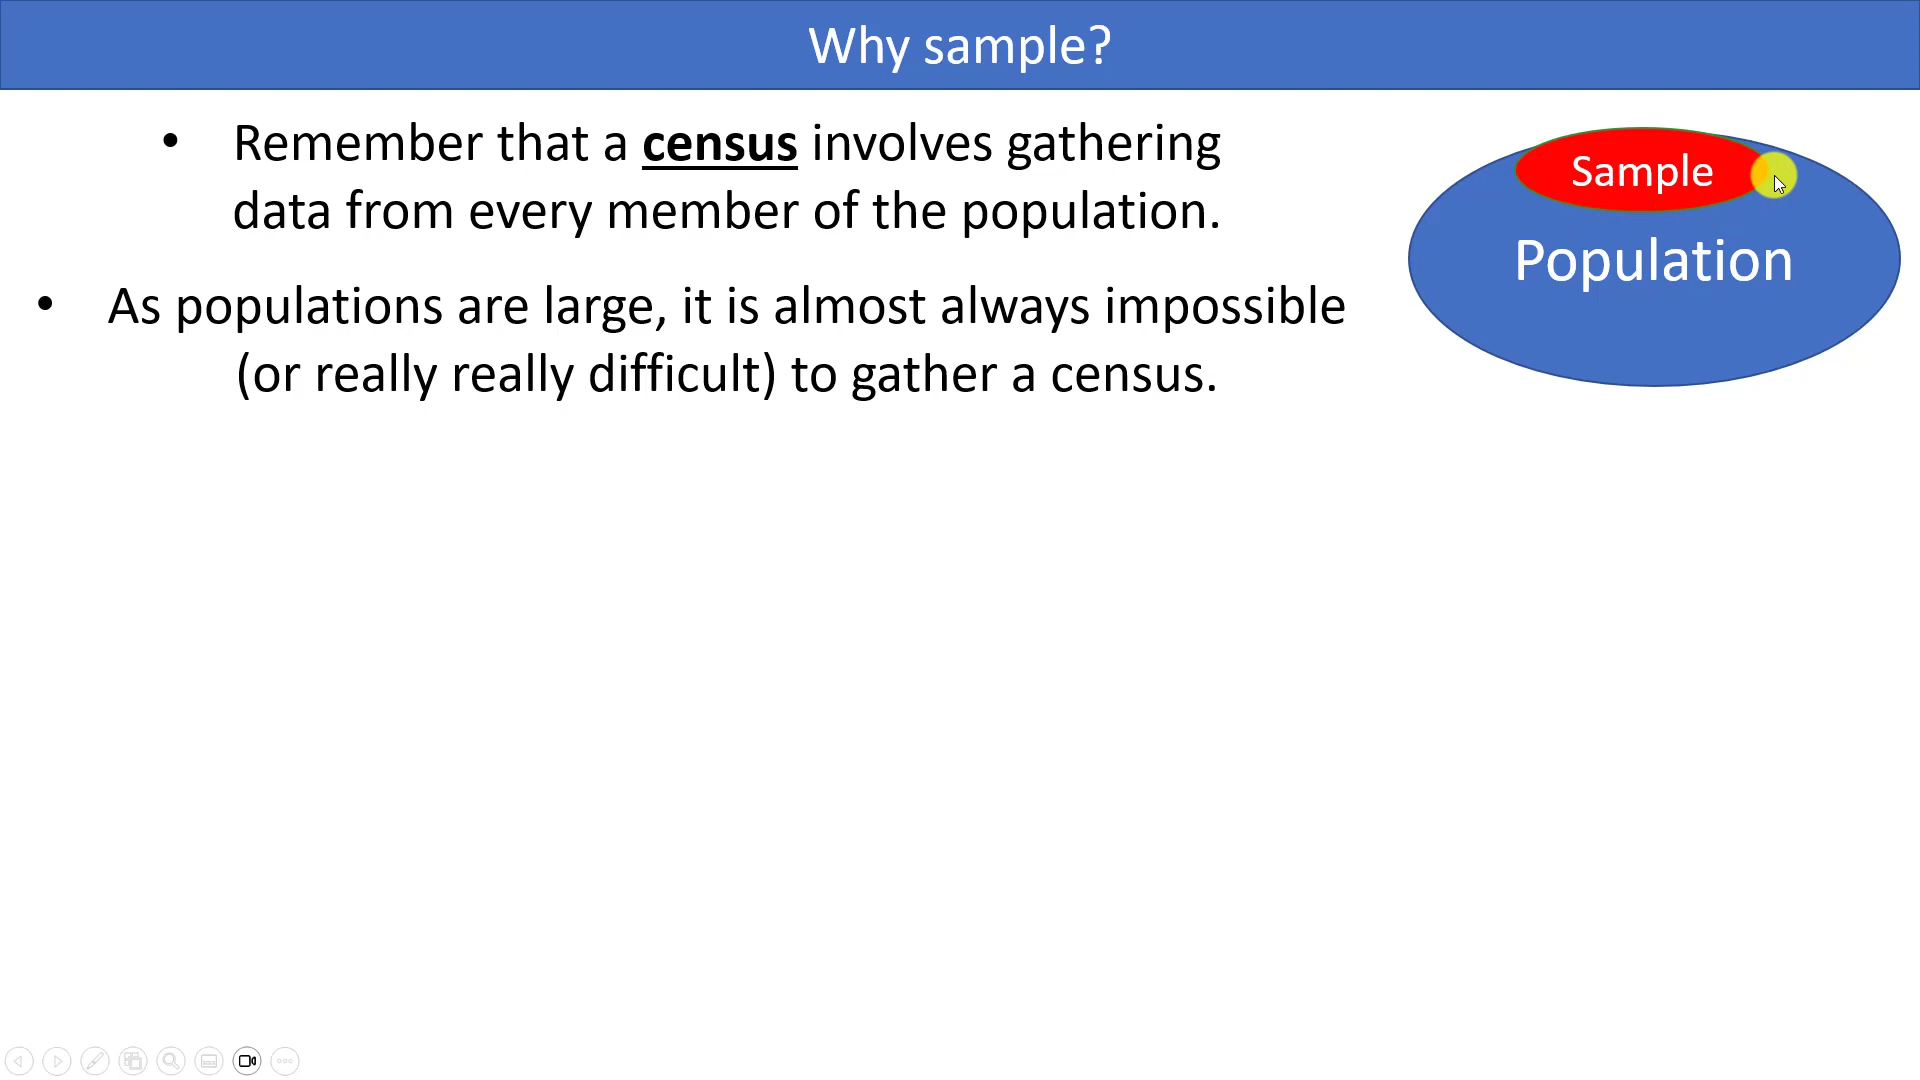 Why sample?
• Remember that a census involves gathering
data from every member of the population.
• As populations are large, it is almost always impossible
(or really really difficult) to gather a census.
Sample
Population